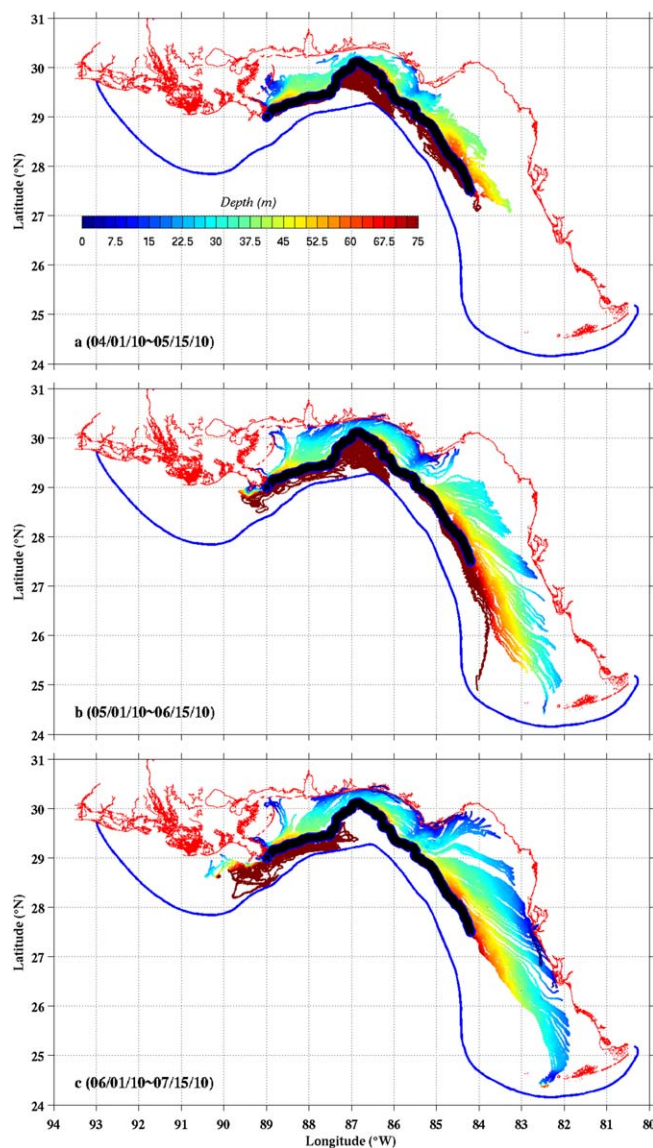 31
30
29
28
27
26
25
24
Latitude (°N)
Depth (m)
0 7.5 15 22.5 30 37.5 45 52.5 60 67.5 75
a (04/01/10~05/15/10)
31
30
29
28
27
26
25
24
Latitude (°N)
b (05/01/10~06/15/10)
31
30
29
28
27
26
25
24
Latitude (°N)
c (06/01/10~07/15/10)
94 93 92 91 90 89 88 87 86 85 84 83 82 81 80
Longitude (°W)